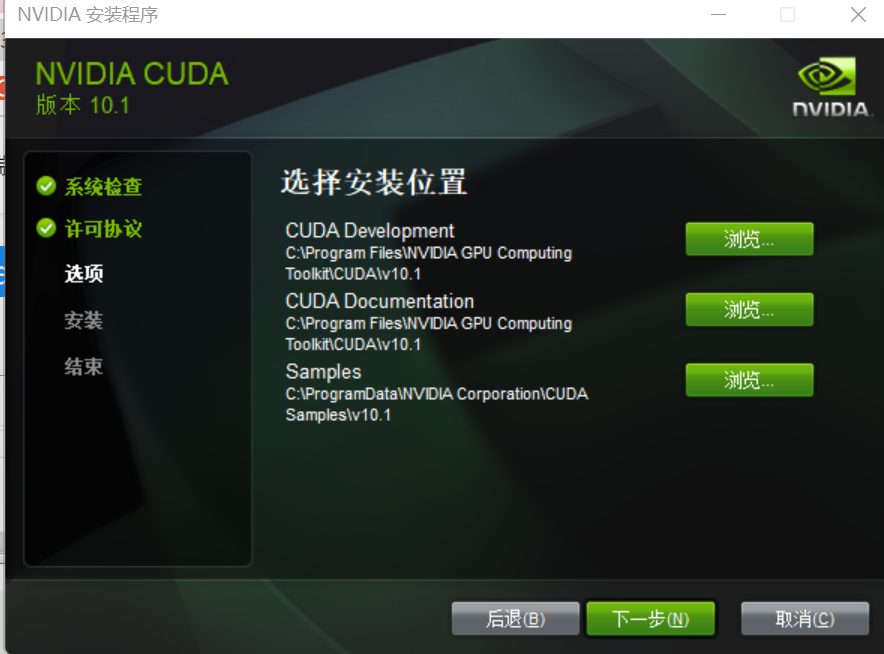 NVIDIA 安装程序
NVIDIA CUDA
版本 10.1
NVIDIA.
系统检查
许可协议
选项
安装
结束
选择安装位置
CUDA Development
C:\Program Files\NVIDIA GPU Computing
Toolkit\CUDA\v10.1
浏览...
CUDA Documentation
C:\Program Files\NVIDIA GPU Computing
Toolkit\CUDA\v10.1
浏览...
Samples
C:\ProgramData\NVIDIA Corporation\CUDA
Samples\v10.1
浏览...
后退(B) 下一步(N) 取消(C)